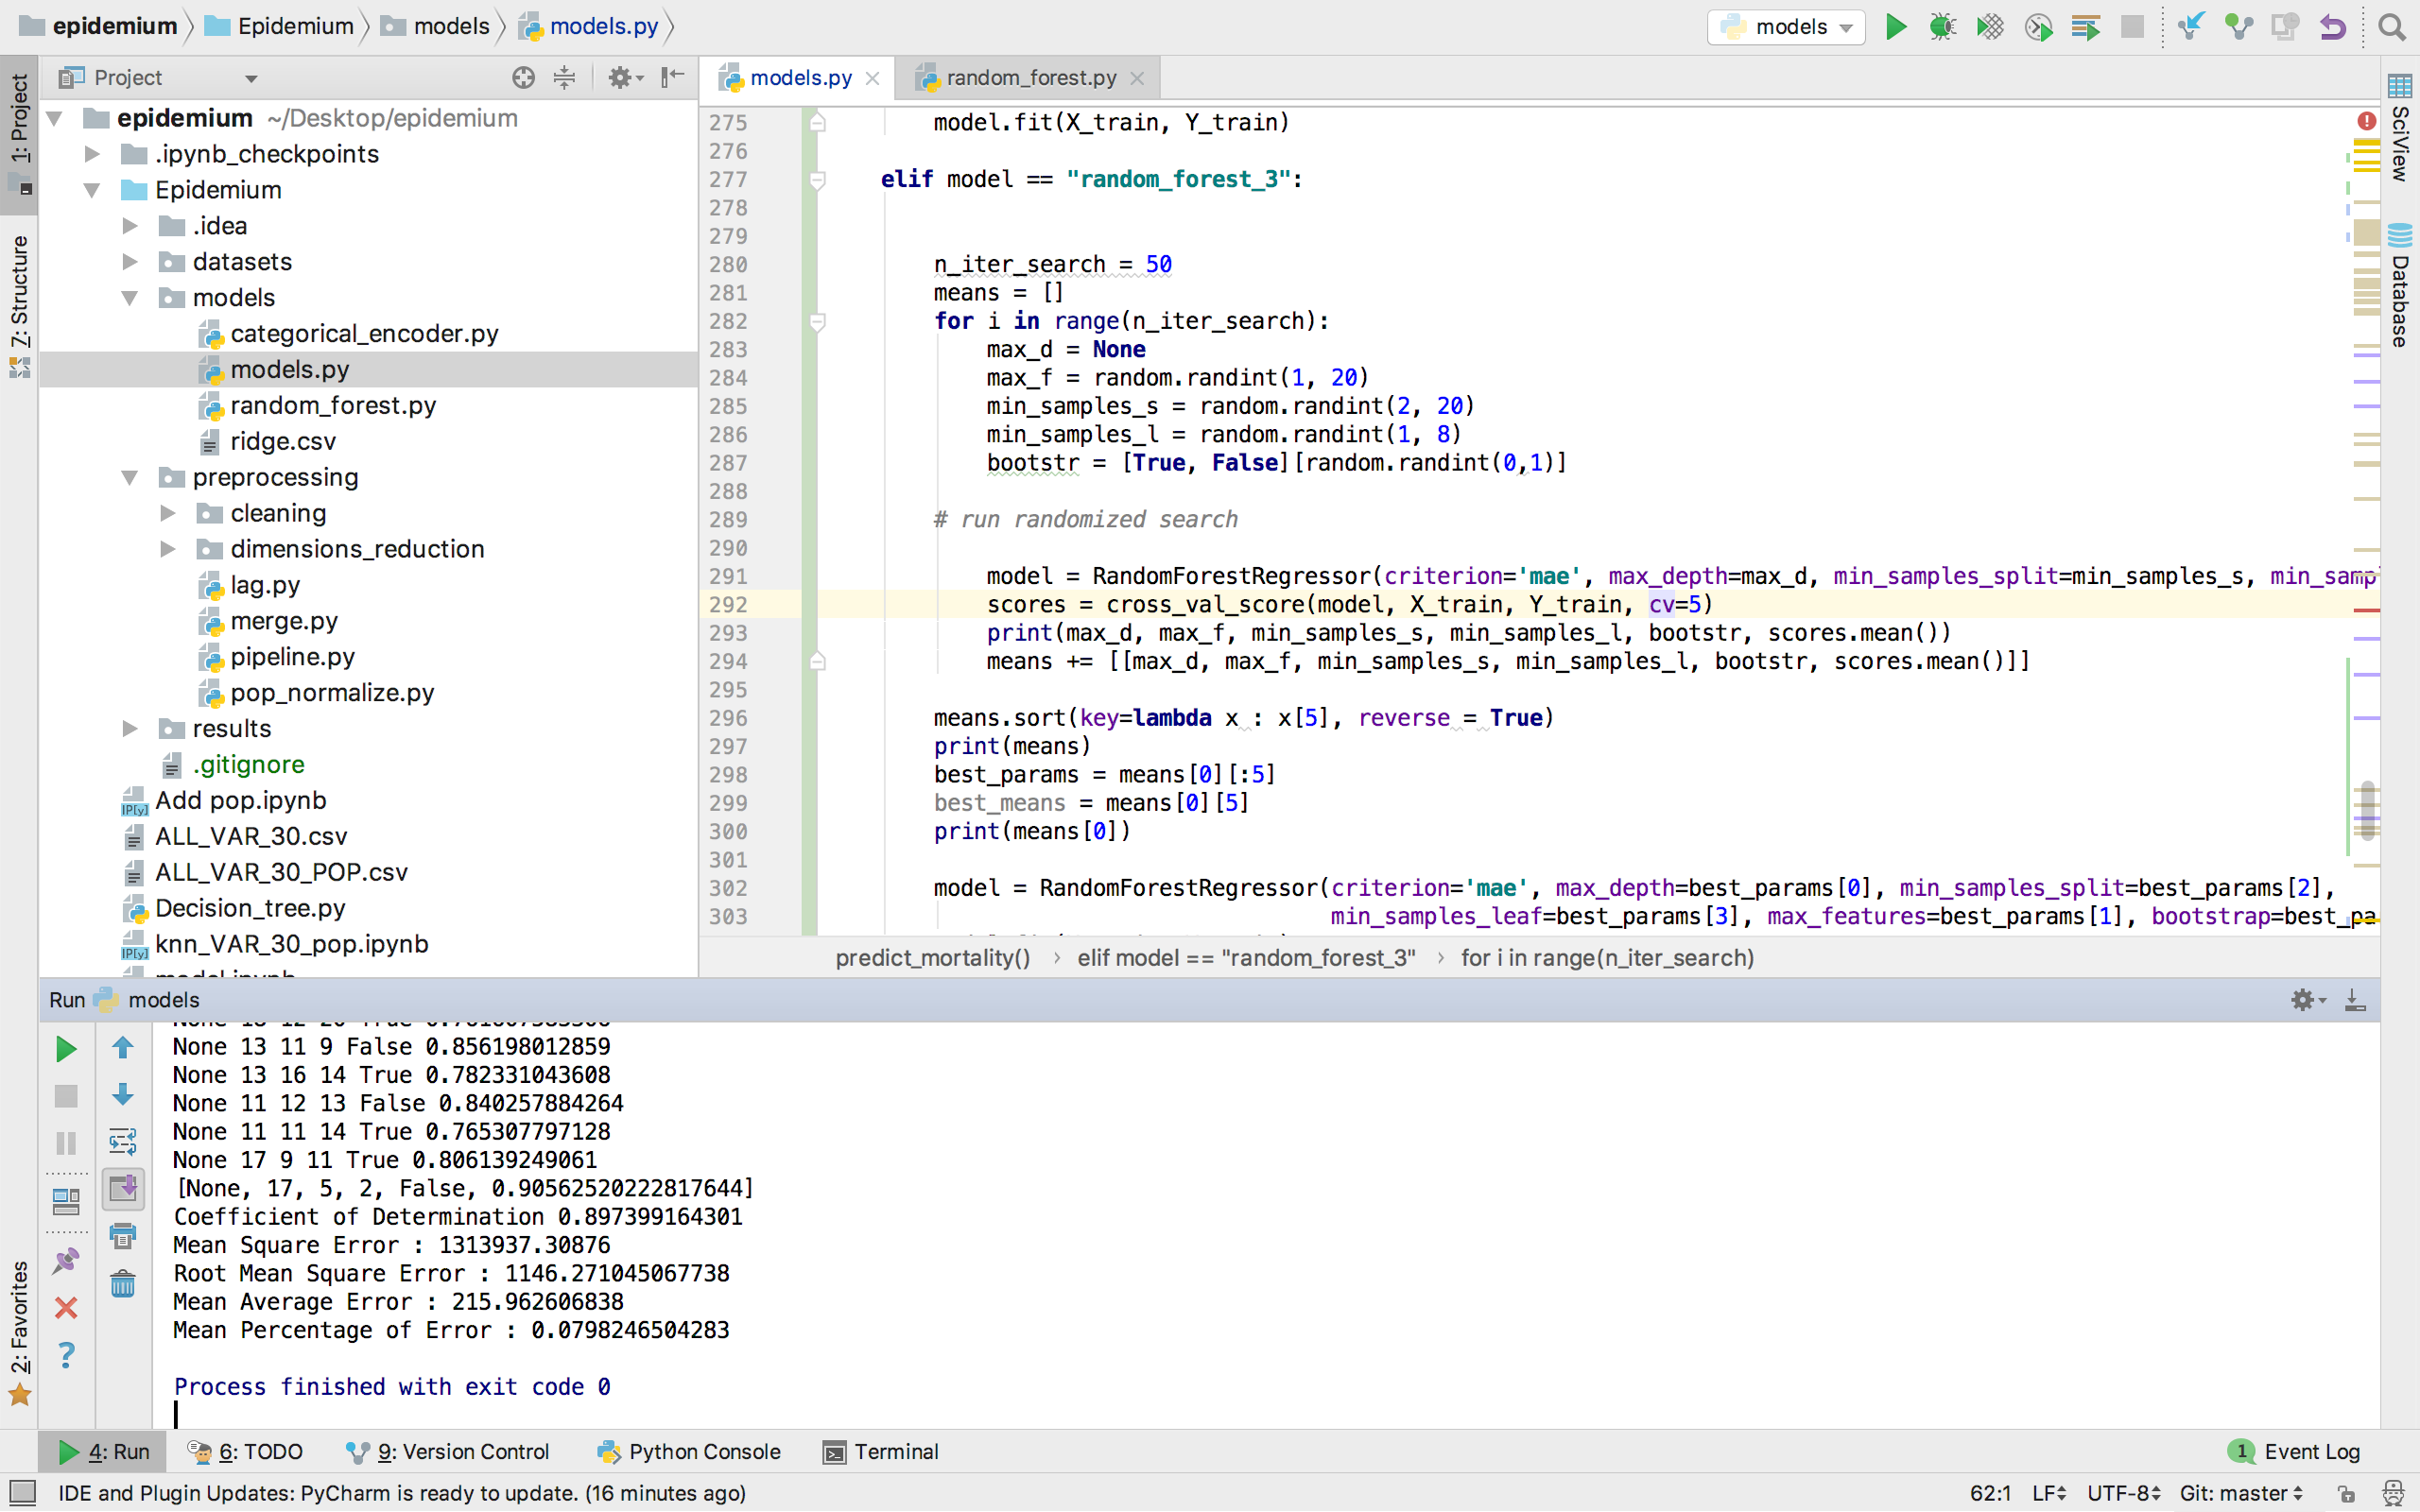 epidemium Epidemium models models.py
models
1: Project
7: Structure
2: Favorites
Project
epidemium ~/Desktop/epidemium
.ipynb_checkpoints
Epidemium
.idea
datasets
models
categorical_encoder.py
models.py
random_forest.py
ridge.csv
preprocessing
cleaning
dimensions_reduction
lag.py
merge.py
pipeline.py
pop_normalize.py
results
.gitignore
Add pop.ipynb
ALL_VAR_30.csv
ALL_VAR_30_POP.csv
Decision_tree.py
knn_VAR_30_pop.ipynb
model.ipynb
models.py random_forest.py
275 model.fit(X_train, Y_train)
276
277 elif model == "random_forest_3":
278
279
280 n_iter_search = 50
281 means = []
282 for i in range(n_iter_search):
283 max_d = None
284 max_f = random.randint(1, 20)
285 min_samples_s = random.randint(2, 20)
286 min_samples_l = random.randint(1, 8)
287 bootstr = [True, False][random.randint(0,1)]
288
289 # run randomized search
290
291 model = RandomForestRegressor(criterion='mae', max_depth=max_d, min_samples_split=min_samples_s, min_samp
292 scores = cross_val_score(model, X_train, Y_train, cv=5)
293 print(max_d, max_f, min_samples_s, min_samples_l, bootstr, scores.mean())
294 means += [[max_d, max_f, min_samples_s, min_samples_l, bootstr, scores.mean()]]
295
296 means.sort(key=lambda x : x[5], reverse = True)
297 print(means)
298 best_params = means[0][:5]
299 best_means = means[0][5]
300 print(means[0])
301
302 model = RandomForestRegressor(criterion='mae', max_depth=best_params[0], min_samples_split=best_params[2],
303 min_samples_leaf=best_params[3], max_features=best_params[1], bootstrap=best_pa
predict_mortality() › elif model == "random_forest_3" › for i in range(n_iter_search)
SciView
Database
Run models
None 13 11 9 False 0.856198012859
None 13 16 14 True 0.782331043608
None 11 12 13 False 0.840257884264
None 11 11 14 True 0.765307797128
None 17 9 11 True 0.806139249061
[None, 17, 5, 2, False, 0.90562520222817644]
Coefficient of Determination 0.897399164301
Mean Square Error : 1313937.30876
Root Mean Square Error : 1146.271045067738
Mean Average Error : 215.962606838
Mean Percentage of Error : 0.0798246504283
Process finished with exit code 0
4: Run 6: TODO 9: Version Control Python Console Terminal 1 Event Log
IDE and Plugin Updates: PyCharm is ready to update. (16 minutes ago) 62:1 LF UTF-8 Git: master